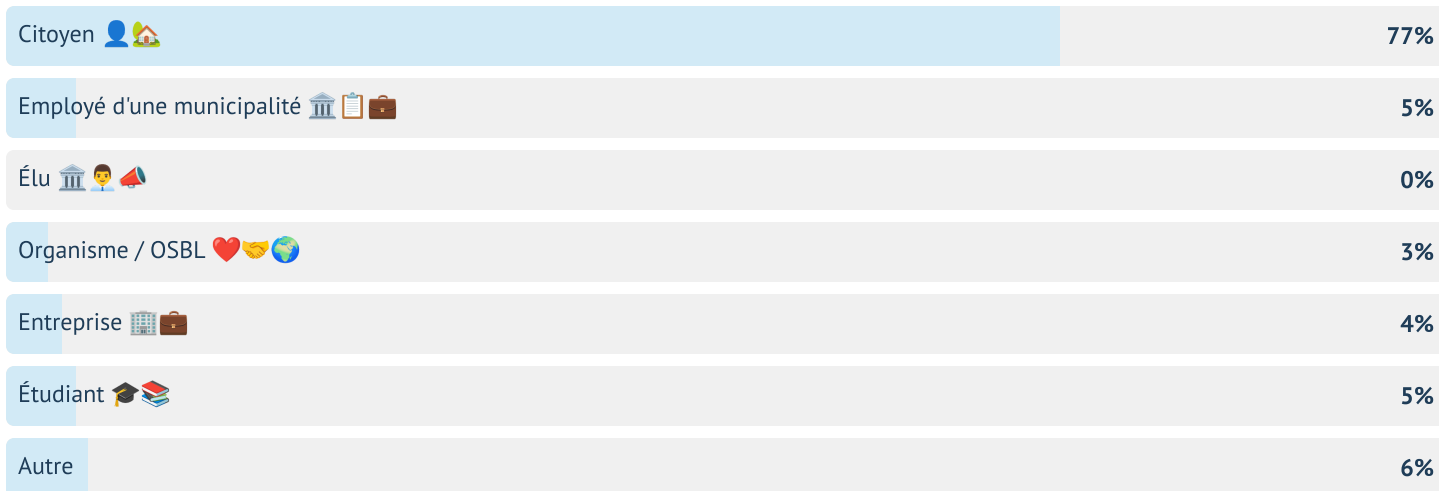 Citoyen 👤🏡 77%
Employé d'une municipalité 🏛️📋💼 5%
Élu 🏛️👨‍💼📣 0%
Organisme / OSBL ❤️🤝🌍 3%
Entreprise 🏢💼 4%
Étudiant 🎓📚 5%
Autre 6%